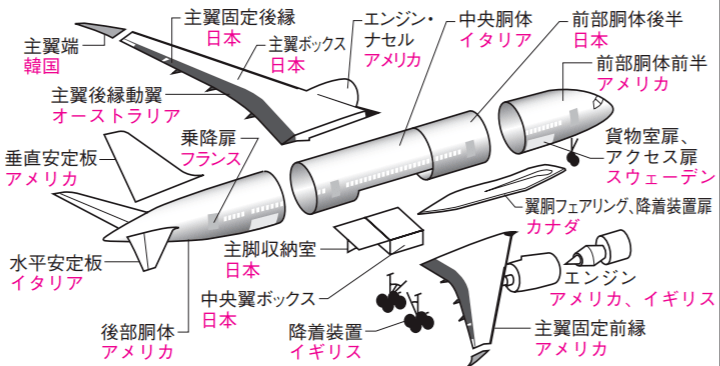 主翼端
韓国
主翼固定後縁
日本
主翼ボックス
日本
エンジン・
ナセル
アメリカ
中央胴体
イタリア
前部胴体後半
日本
前部胴体前半
アメリカ
主翼後縁動翼
オーストラリア
乗降扉
フランス
垂直安定板
アメリカ
貨物室扉、
アクセス扉
スウェーデン
翼胴フェアリング、降着装置扉
カナダ
水平安定板
イタリア
主脚収納室
日本
中央翼ボックス
日本
後部胴体
アメリカ
降着装置
イギリス
エンジン
アメリカ、イギリス
主翼固定前縁
アメリカ